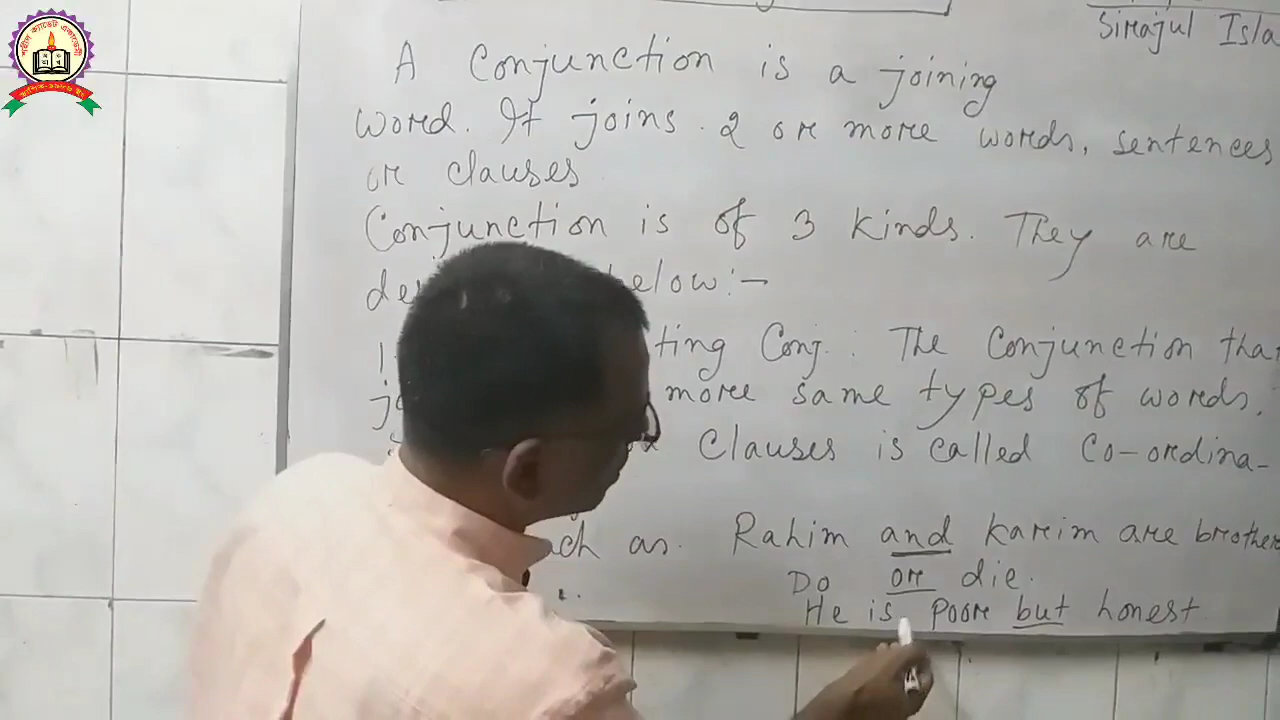 Sirajul Isla
A Conjunction is a joining
word. It joins 2 or more words, sentences
or clauses
Conjunction is of 3 kinds. They are
below:-
1. ting Conj. : The Conjunction that
more same types of words,
Clauses is called Co-ordina-
as. Rahim and Karim are brother
Do or die.
He is poor but honest